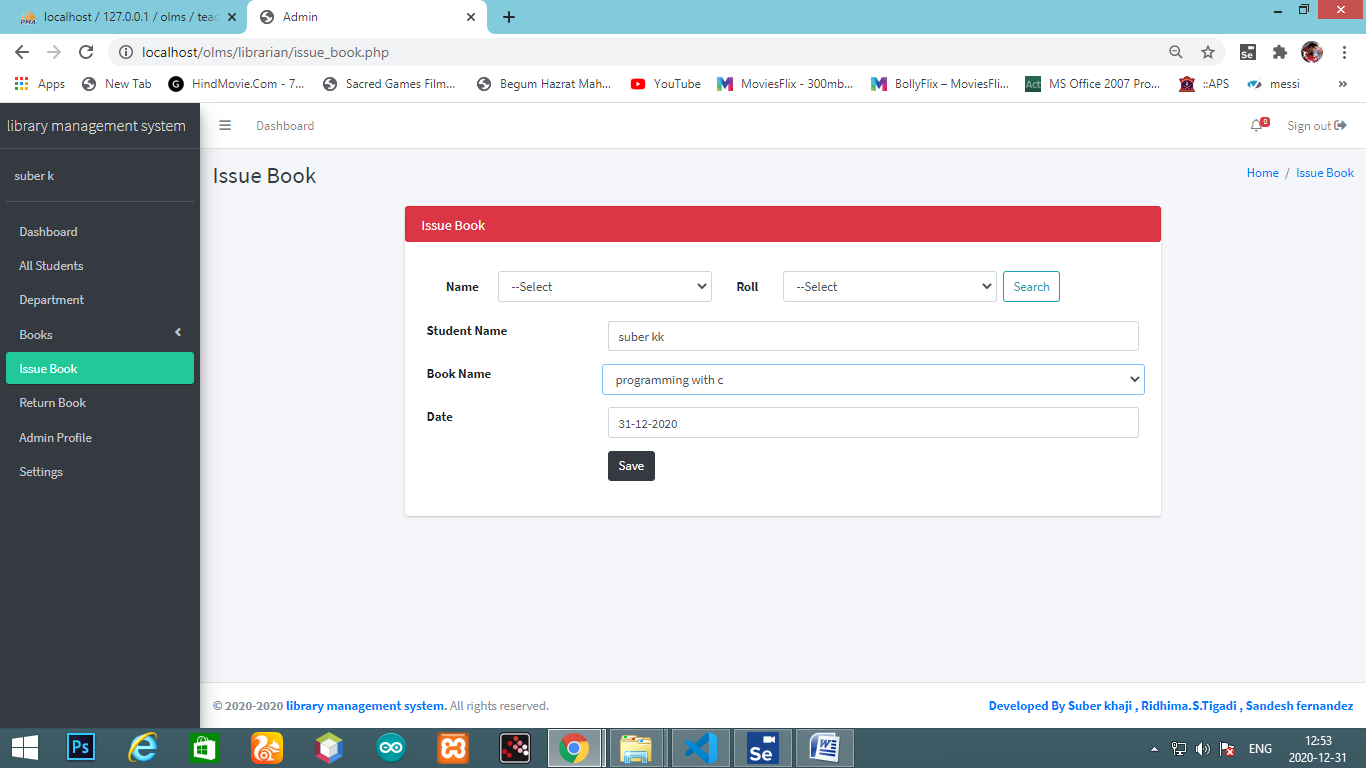 localhost / 127.0.0.1 / olms / teac
Admin
localhost/olms/librarian/issue_book.php
Apps
New Tab
HindMovie.Com - 7...
Sacred Games Film...
Begum Hazrat Mah...
YouTube
MoviesFlix - 300mb...
BollyFlix – MoviesFli...
Act
MS Office 2007 Pro...
::APS
messi
»
library management system
Dashboard
0
Sign out
suber k
Issue Book
Home / Issue Book
Dashboard
All Students
Department
Books
Issue Book
Return Book
Admin Profile
Settings
Issue Book
Name
--Select
Roll
--Select
Search
Student Name
suber kk
Book Name
programming with c
Date
31-12-2020
Save
© 2020-2020 library management system. All rights reserved.
Developed By Suber khaji , Ridhima.S.Tigadi , Sandesh fernandez
Ps
Se
W
ENG
12:53
2020-12-31